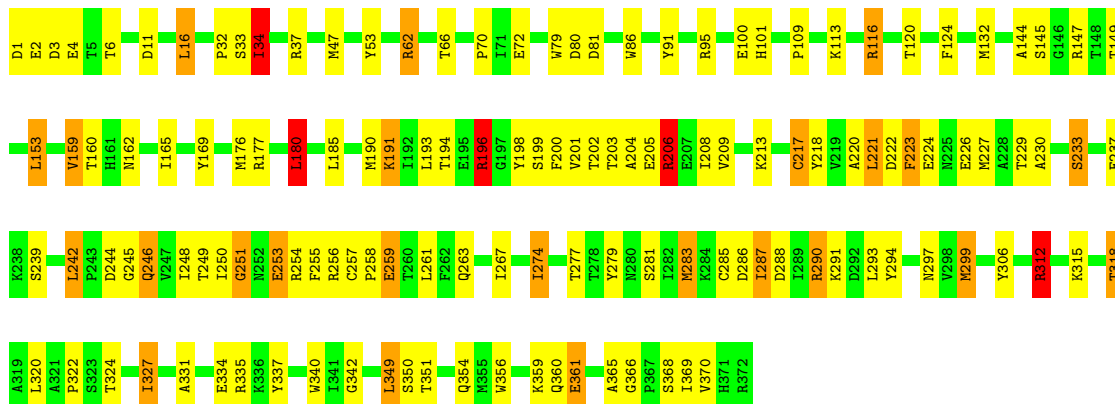 D1 E2 D3 E4 T5 T6 D11 L16 P32 S33 I34 R37 M47 Y53 R62 T66 P70 I71 E72 W79 D80 D81 W86 Y91 R95 E100 H101 P109 K113 R116 T120 F124 M132 A144 S145 G146 R147 T148 T149
L153 V159 T160 H161 N162 I165 Y169 M176 R177 L180 L185 M190 K191 I192 L193 T194 E195 R196 G197 Y198 S199 F200 V201 T202 T203 A204 E205 R206 E207 I208 V209 K213 C217 Y218 V219 A220 L221 D222 F223 E224 N225 E226 M227 A228 T229 A230 S233 E237
K238 S239 L242 P243 D244 G245 Q246 V247 I248 T249 I250 G251 N252 E253 R254 F255 R256 C257 P258 E259 T260 L261 F262 Q263 I267 I274 T277 T278 Y279 N280 S281 I282 M283 K284 C285 D286 I287 D288 I289 R290 K291 D292 L293 Y294 N297 V298 M299 Y306 R312 K315 T318
A319 L320 A321 P322 S323 T324 I327 A331 E334 R335 K336 Y337 W340 I341 G342 L349 S350 T351 Q354 M355 W356 K359 Q360 E361 A365 G366 P367 S368 I369 V370 H371 R372